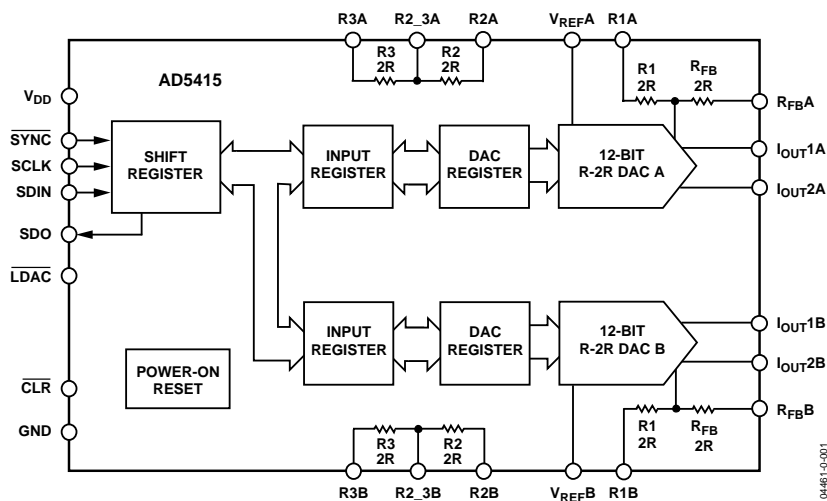 R3A R2_3A R2A VREFA R1A
R3
2R
R2
2R
R1
2R
RFB
2R
AD5415
VDD
SYNC
SCLK
SDIN
SDO
LDAC
CLR
GND
SHIFT
REGISTER
INPUT
REGISTER
DAC
REGISTER
12-BIT
R-2R DAC A
RFBA
IOUT1A
IOUT2A
INPUT
REGISTER
DAC
REGISTER
12-BIT
R-2R DAC B
IOUT1B
IOUT2B
RFBB
POWER-ON
RESET
R3
2R
R2
2R
R1
2R
RFB
2R
R3B R2_3B R2B VREFB R1B
04461-0-001